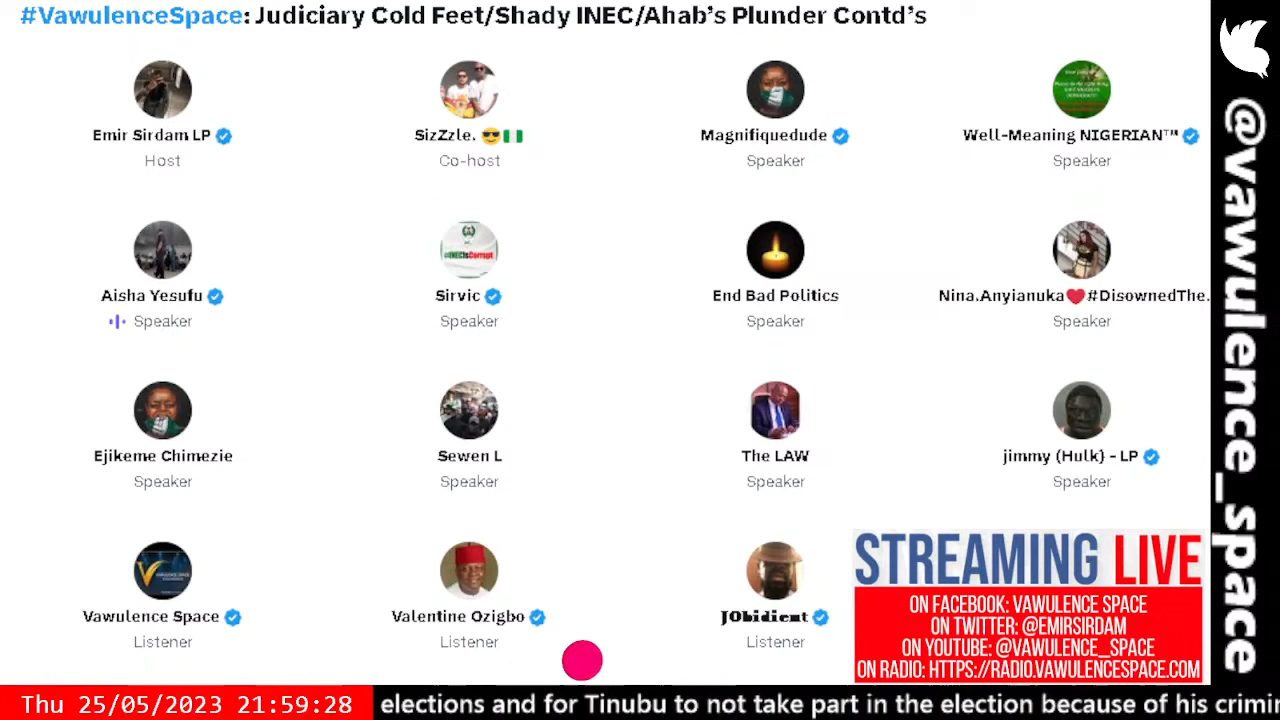 #VawulenceSpace: Judiciary Cold Feet/Shady INEC/Ahab's Plunder Contd's
Emir Sirdam LP
Host
SizZzle. 😎🇳🇬
Co-host
Magnifiquedude
Speaker
Well-Meaning NIGERIAN™
Speaker
Aisha Yesufu
Speaker
#INECIsCorrupt
Sirvic
Speaker
End Bad Politics
Speaker
Nina.Anyianuka❤️#DisownedThe.
Speaker
Ejikeme Chimezie
Speaker
Sewen L
Speaker
The LAW
Speaker
jimmy (Hulk) - LP
Speaker
Vawulence Space
Listener
Valentine Ozigbo
Listener
JObidient
Listener
STREAMING LIVE
ON FACEBOOK: VAWULENCE SPACE
ON TWITTER: @EMIRSIRDAM
ON YOUTUBE: @VAWULENCE_SPACE
ON RADIO: HTTPS://RADIO.VAWULENCESPACE.COM
@vawulence_space
Thu 25/05/2023 21:59:28
elections and for Tinubu to not take part in the election because of his crimi